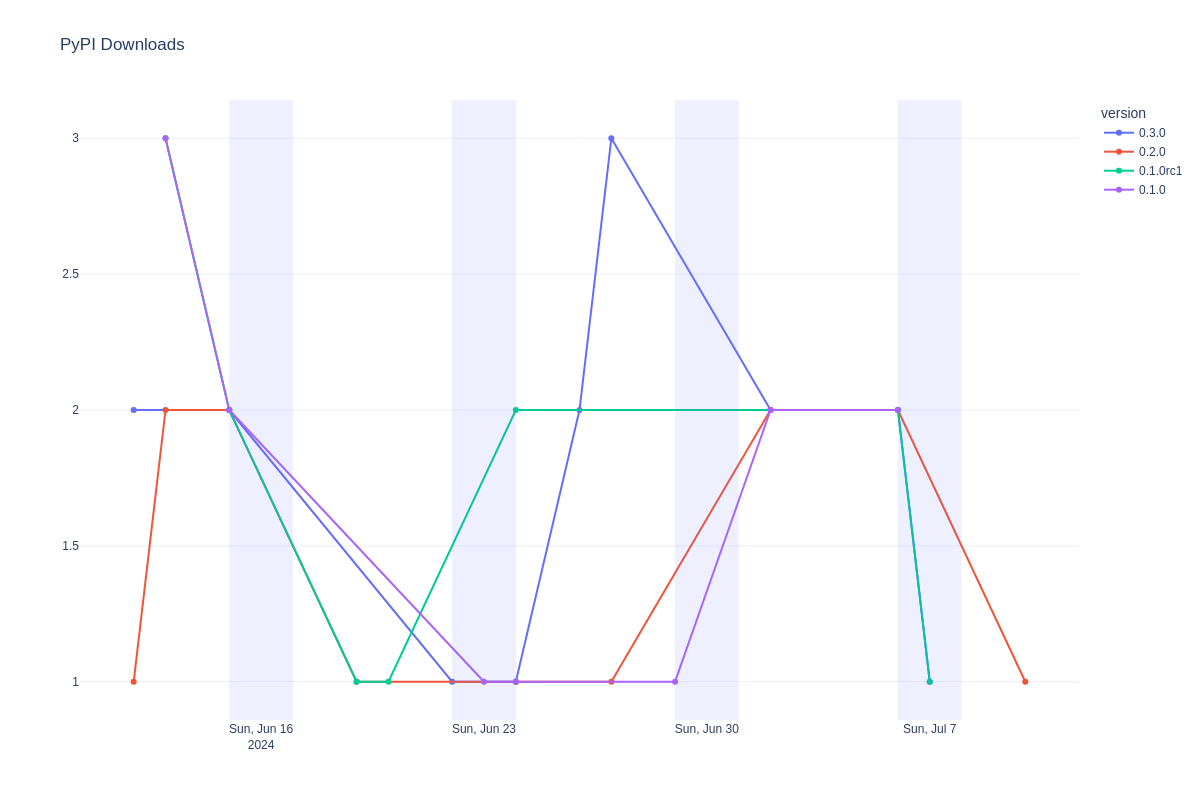 PyPI Downloads
3
2.5
2
1.5
1
Sun, Jun 16
2024
Sun, Jun 23
Sun, Jun 30
Sun, Jul 7
version
0.3.0
0.2.0
0.1.0rc1
0.1.0